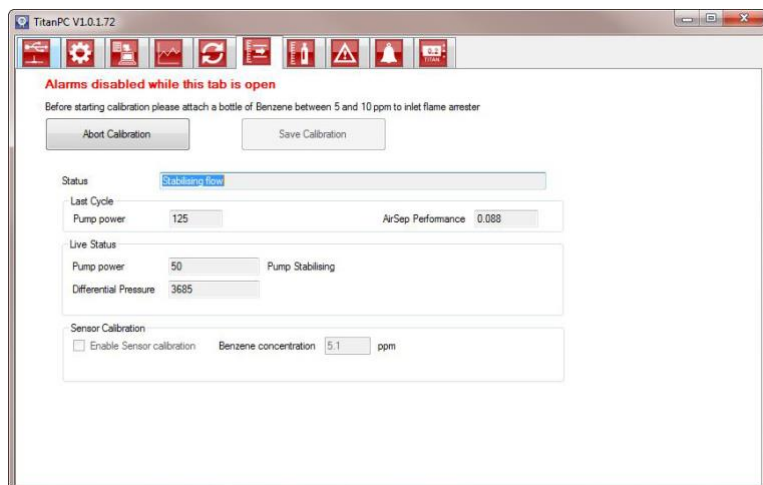 TitanPC V1.0.1.72
0.2
TITAN
Alarms disabled while this tab is open
Before starting calibration please attach a bottle of Benzene between 5 and 10 ppm to inlet flame arrester
Abort Calibration Save Calibration
Status Stabilising flow
Last Cycle
Pump power 125 AirSep Performance 0.088
Live Status
Pump power 50 Pump Stabilising
Differential Pressure 3685
Sensor Calibration
Enable Sensor calibration Benzene concentration 5.1 ppm